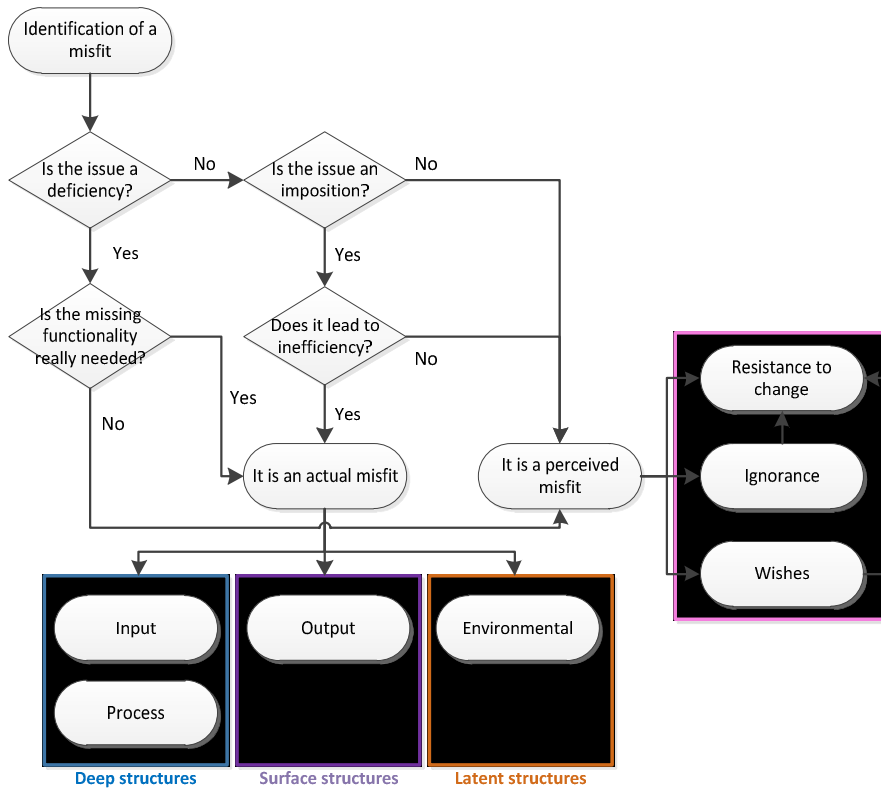 Identification of a
misfit
Is the issue a
deficiency?
No
Is the issue an
imposition?
No
Yes
Yes
Is the missing
functionality
really needed?
Does it lead to
inefficiency?
No
Yes
No
Yes
It is an actual misfit
It is a perceived
misfit
Resistance to
change
Ignorance
Wishes
Input
Output
Environmental
Process
Deep structures
Surface structures
Latent structures